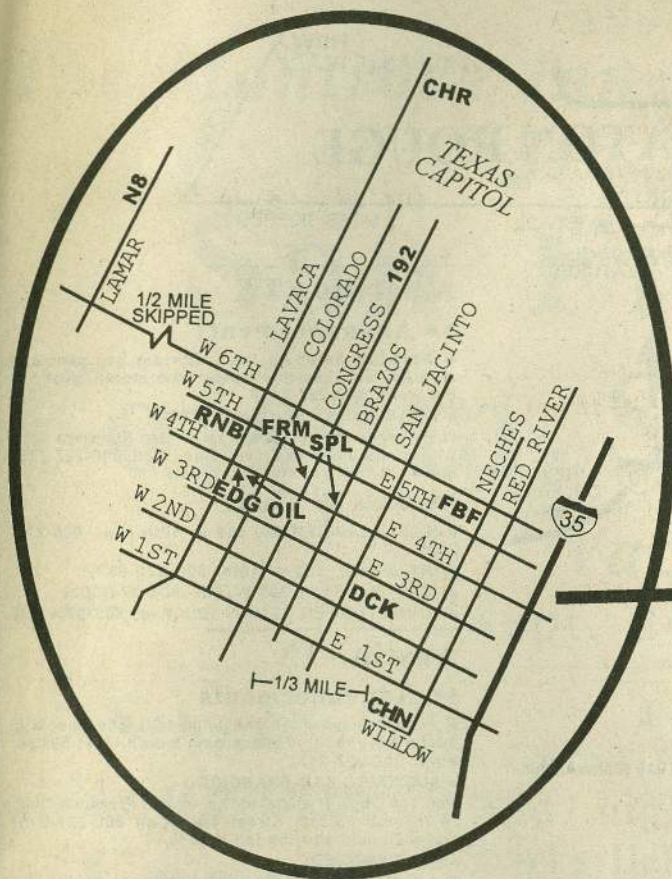 CHR
TEXAS
CAPITOL
N8
LAMAR
1/2 MILE
SKIPPED
LAVACA
COLORADO
CONGRESS
192
BRAZOS
SAN JACINTO
NECHES
RED RIVER
W 6TH
W 5TH
RNB
FRM
SPL
W 4TH
E 5TH
FBF
35
W 3RD
EDG
OIL
E 4TH
W 2ND
E 3RD
W 1ST
DCK
E 1ST
1/3 MILE
CHN
WILLOW